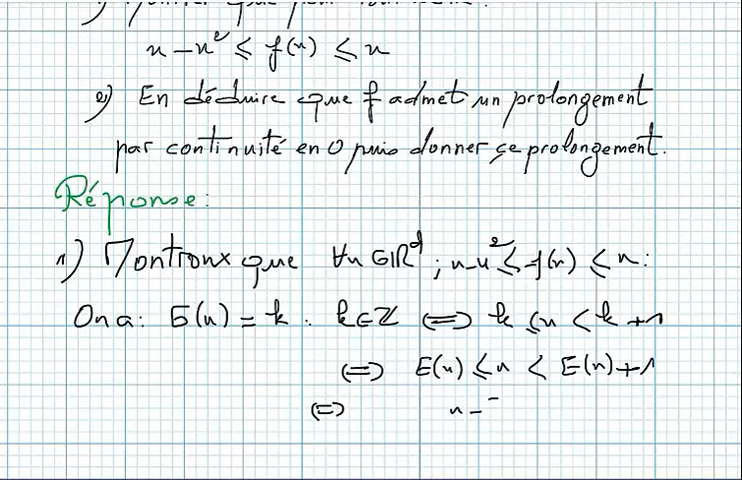 x - x² ≤ f(x) ≤ x
2) En déduire que f admet un prolongement
par continuité en 0 puis donner ce prolongement.
Réponse:
1) Montrons que ∀x ∈ ℝ ; x - x² ≤ f(x) ≤ x :
On a: E(x) = k . k ∈ ℤ ⟺ k ≤ x < k + 1
⟺ E(x) ≤ x < E(x) + 1
⟺ x -